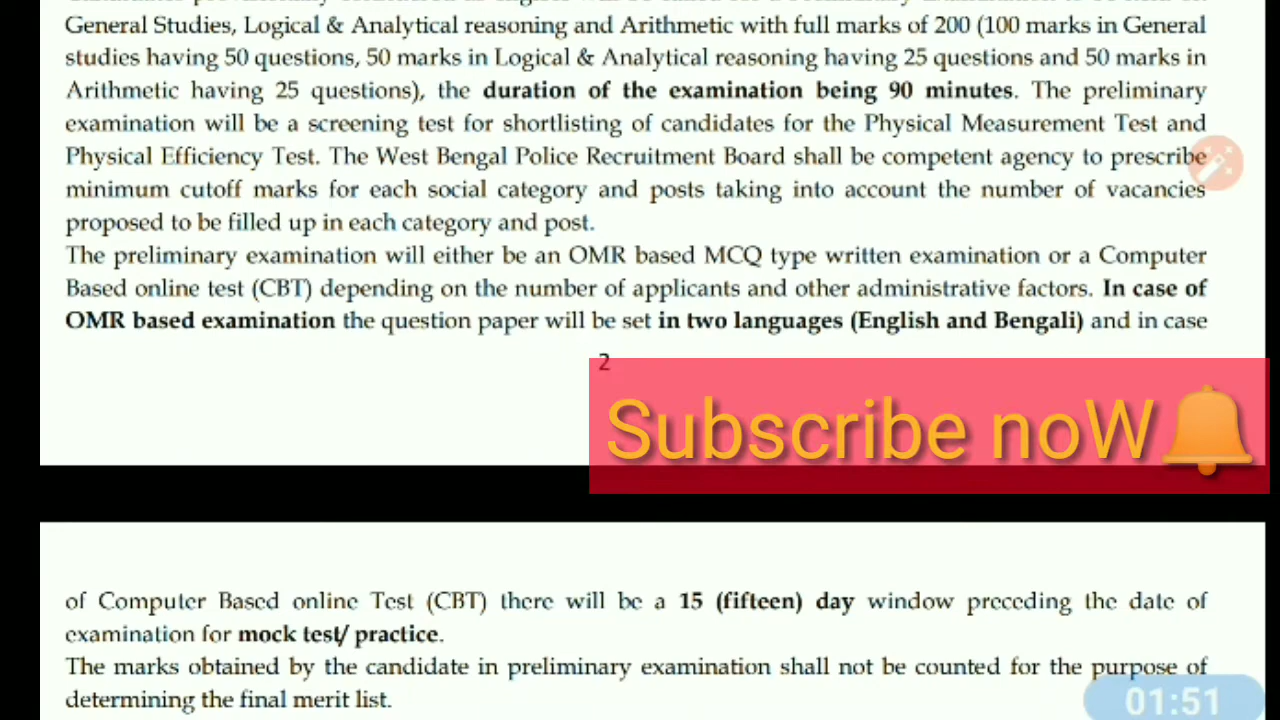 General Studies, Logical & Analytical reasoning and Arithmetic with full marks of 200 (100 marks in General
studies having 50 questions, 50 marks in Logical & Analytical reasoning having 25 questions and 50 marks in
Arithmetic having 25 questions), the duration of the examination being 90 minutes. The preliminary
examination will be a screening test for shortlisting of candidates for the Physical Measurement Test and
Physical Efficiency Test. The West Bengal Police Recruitment Board shall be competent agency to prescribe
minimum cutoff marks for each social category and posts taking into account the number of vacancies
proposed to be filled up in each category and post.
The preliminary examination will either be an OMR based MCQ type written examination or a Computer
Based online test (CBT) depending on the number of applicants and other administrative factors. In case of
OMR based examination the question paper will be set in two languages (English and Bengali) and in case
2
Subscribe noW
of Computer Based online Test (CBT) there will be a 15 (fifteen) day window preceding the date of
examination for mock test/ practice.
The marks obtained by the candidate in preliminary examination shall not be counted for the purpose of
determining the final merit list.
01:51